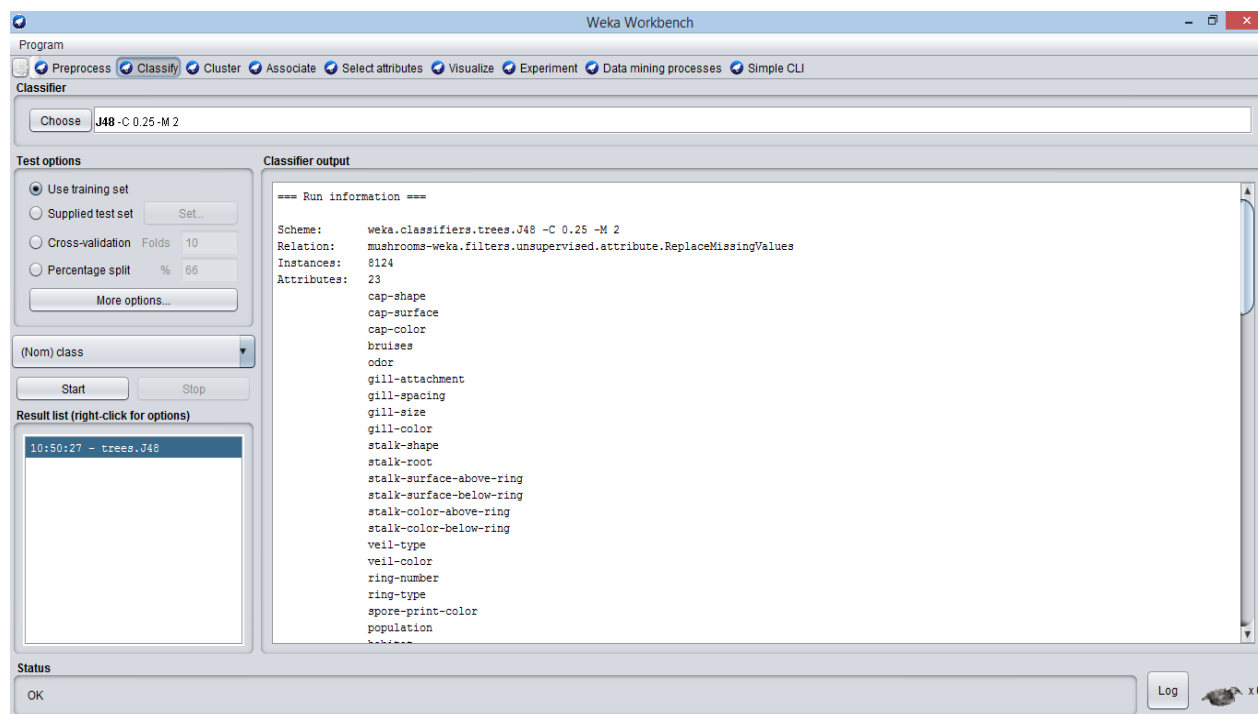 Weka Workbench
Program
Preprocess Classify Cluster Associate Select attributes Visualize Experiment Data mining processes Simple CLI
Classifier
Choose J48 -C 0.25 -M 2
Test options
Use training set
Supplied test set Set...
Cross-validation Folds 10
Percentage split % 66
More options...
(Nom) class
Start Stop
Result list (right-click for options)
10:50:27 - trees.J48
Classifier output
=== Run information ===
Scheme: weka.classifiers.trees.J48 -C 0.25 -M 2
Relation: mushrooms-weka.filters.unsupervised.attribute.ReplaceMissingValues
Instances: 8124
Attributes: 23
cap-shape
cap-surface
cap-color
bruises
odor
gill-attachment
gill-spacing
gill-size
gill-color
stalk-shape
stalk-root
stalk-surface-above-ring
stalk-surface-below-ring
stalk-color-above-ring
stalk-color-below-ring
veil-type
veil-color
ring-number
ring-type
spore-print-color
population
Status
OK
Log